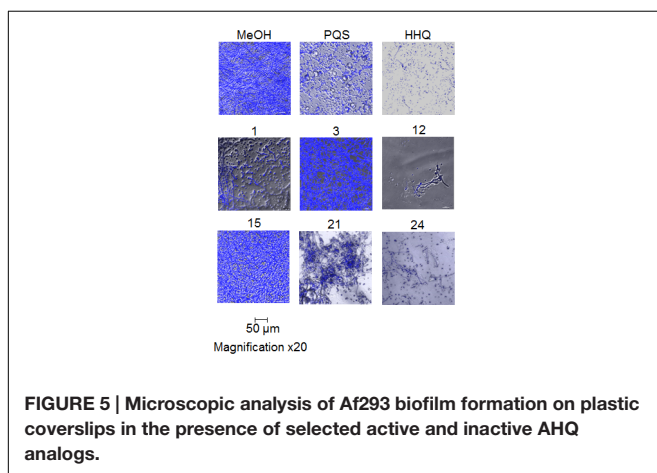 MeOH PQS HHQ
1 3 12
15 21 24
50 µm
Magnification x20
FIGURE 5 | Microscopic analysis of Af293 biofilm formation on plastic
coverslips in the presence of selected active and inactive AHQ
analogs.